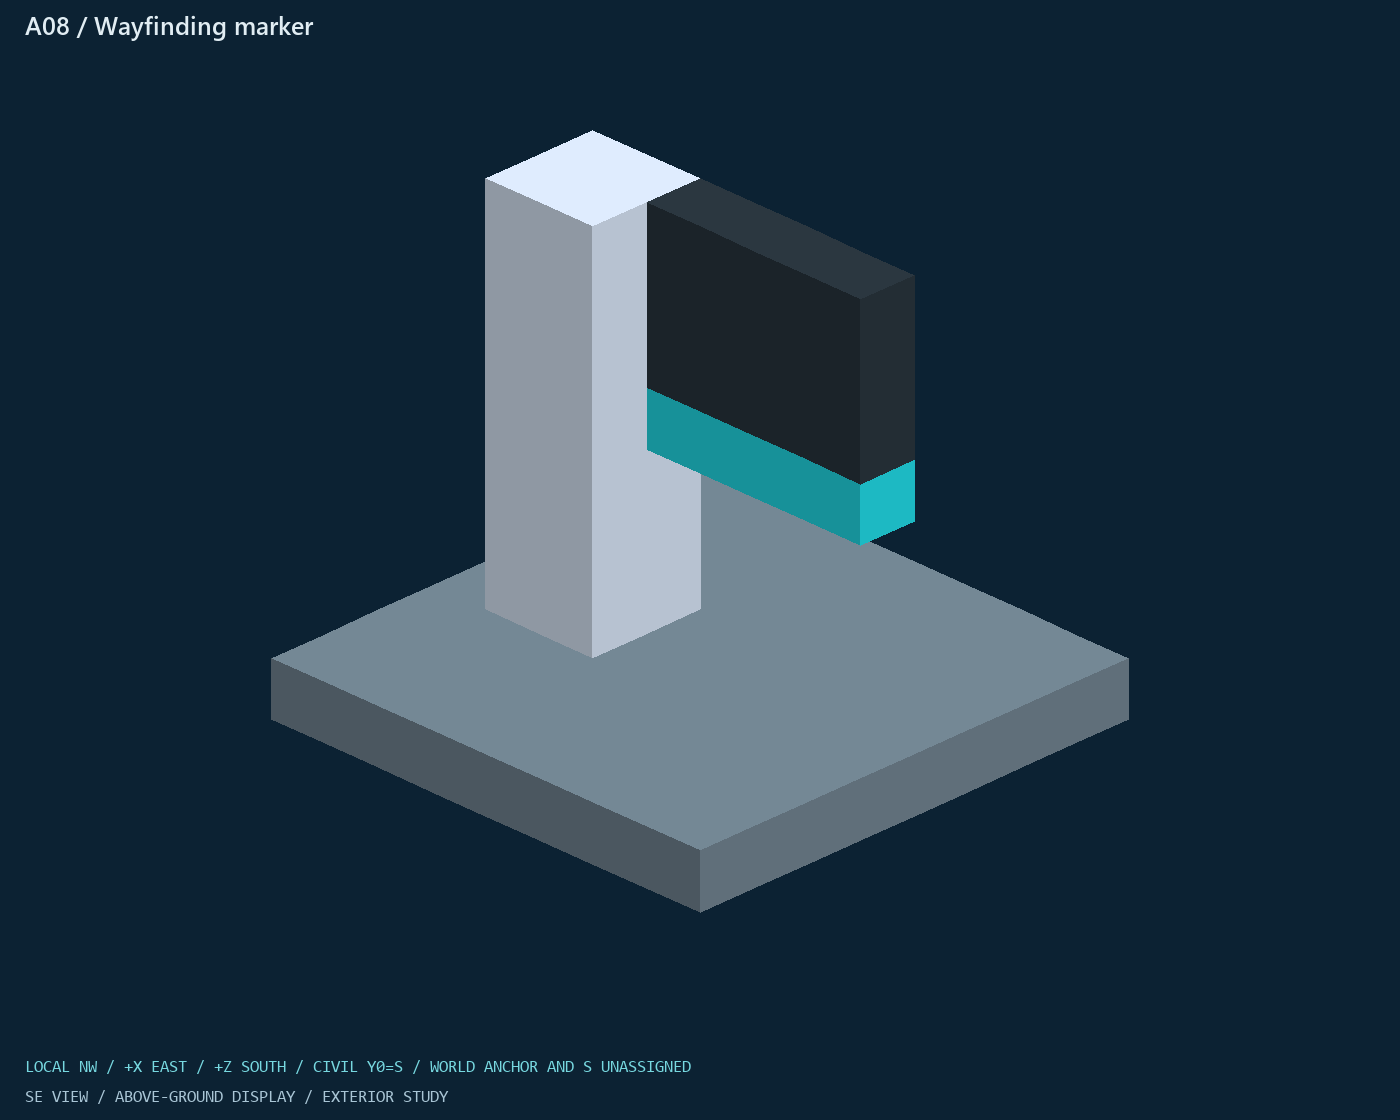 A08 / Wayfinding marker
LOCAL NW / +X EAST / +Z SOUTH / CIVIL Y0=S / WORLD ANCHOR AND S UNASSIGNED
SE VIEW / ABOVE-GROUND DISPLAY / EXTERIOR STUDY